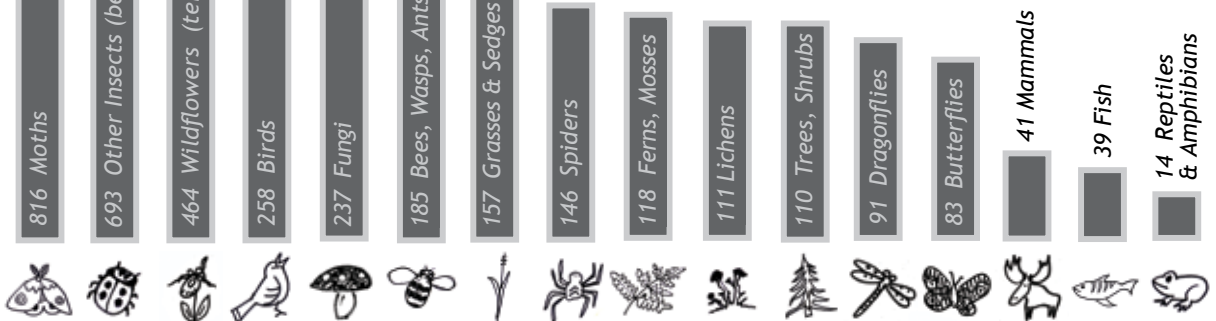 816 Moths
693 Other Insects (be
464 Wildflowers (te
258 Birds
237 Fungi
185 Bees, Wasps, Ants
157 Grasses & Sedges
146 Spiders
118 Ferns, Mosses
111 Lichens
110 Trees, Shrubs
91 Dragonflies
83 Butterflies
41 Mammals
39 Fish
14 Reptiles
& Amphibians